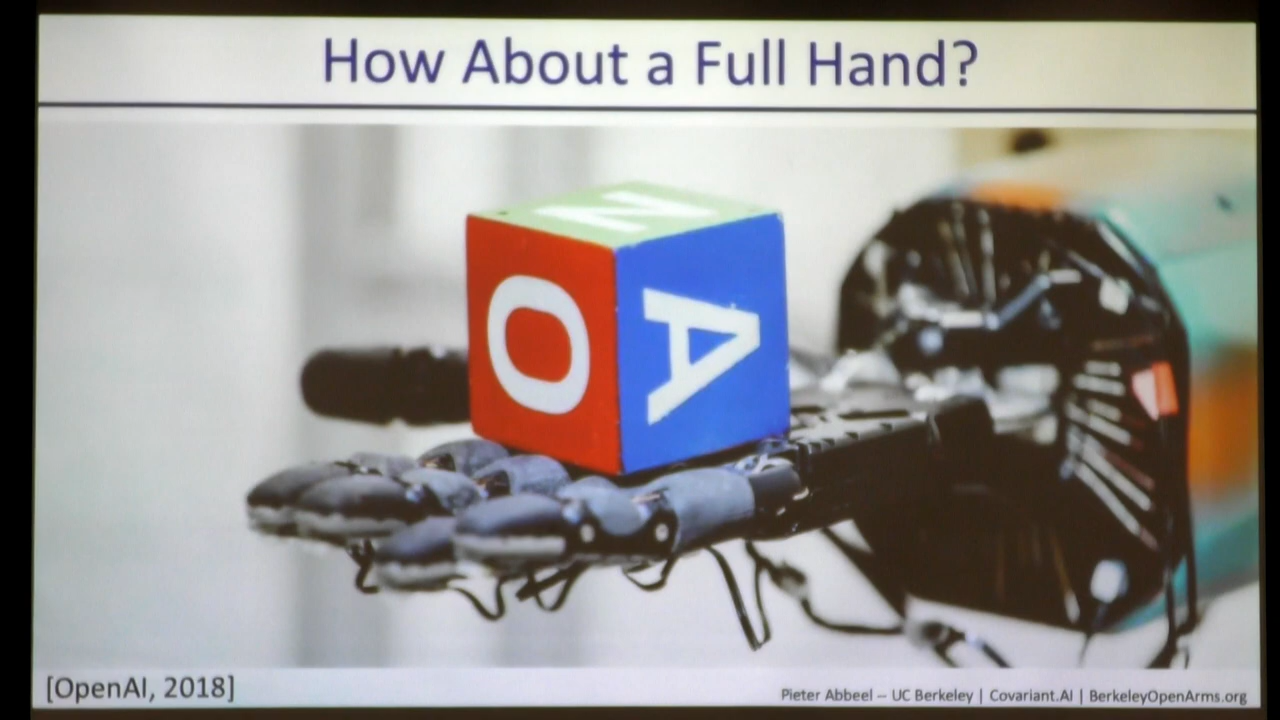 How About a Full Hand?
N
O
A
[OpenAI, 2018]
Pieter Abbeel – UC Berkeley | Covariant.AI | BerkeleyOpenArms.org